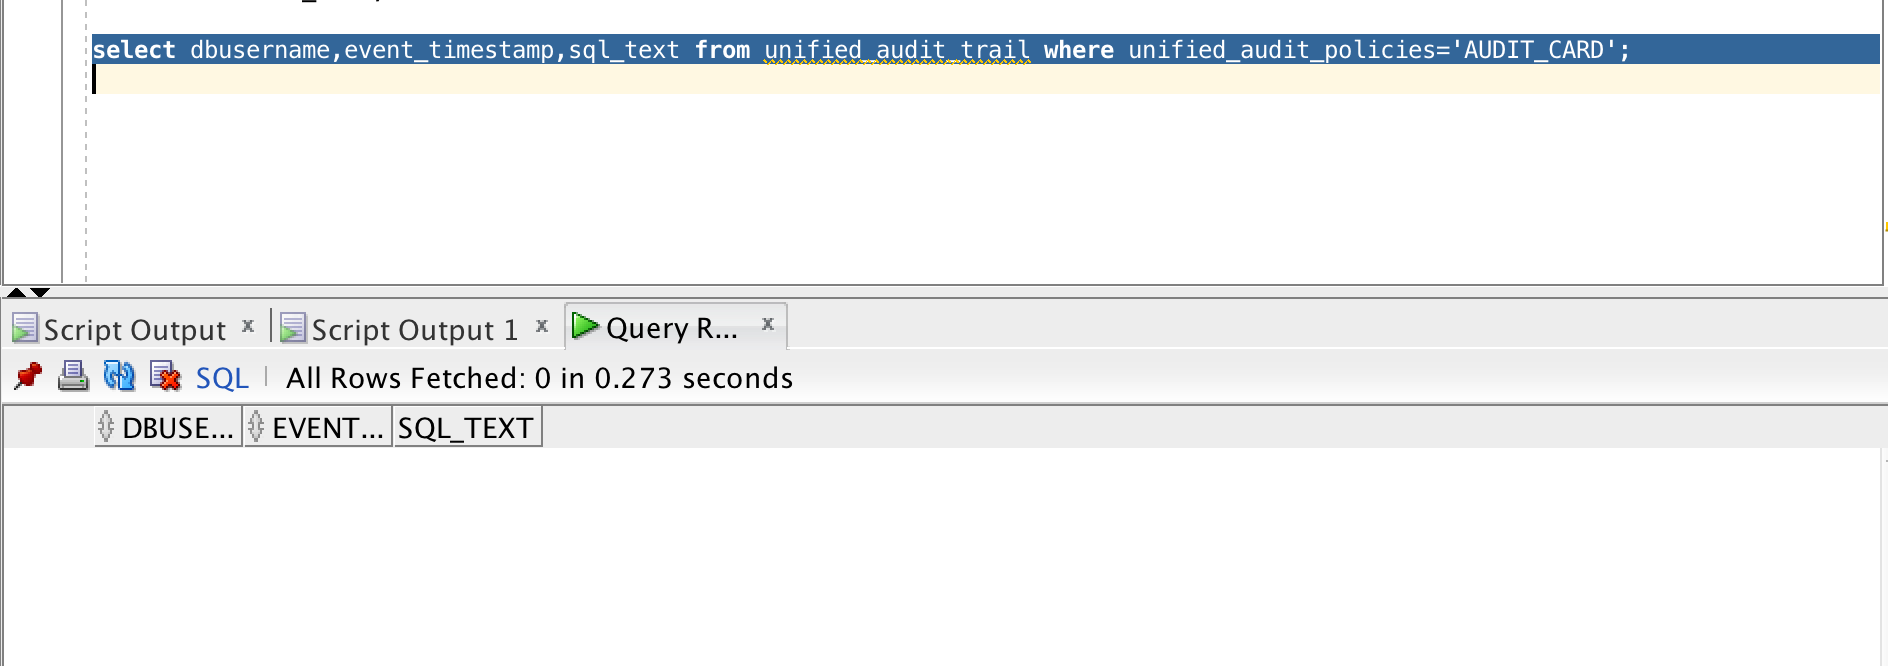 select dbusername,event_timestamp,sql_text from unified_audit_trail where unified_audit_policies='AUDIT_CARD';
Script Output x Script Output 1 x Query R... x
SQL All Rows Fetched: 0 in 0.273 seconds
DBUSE... EVENT... SQL_TEXT